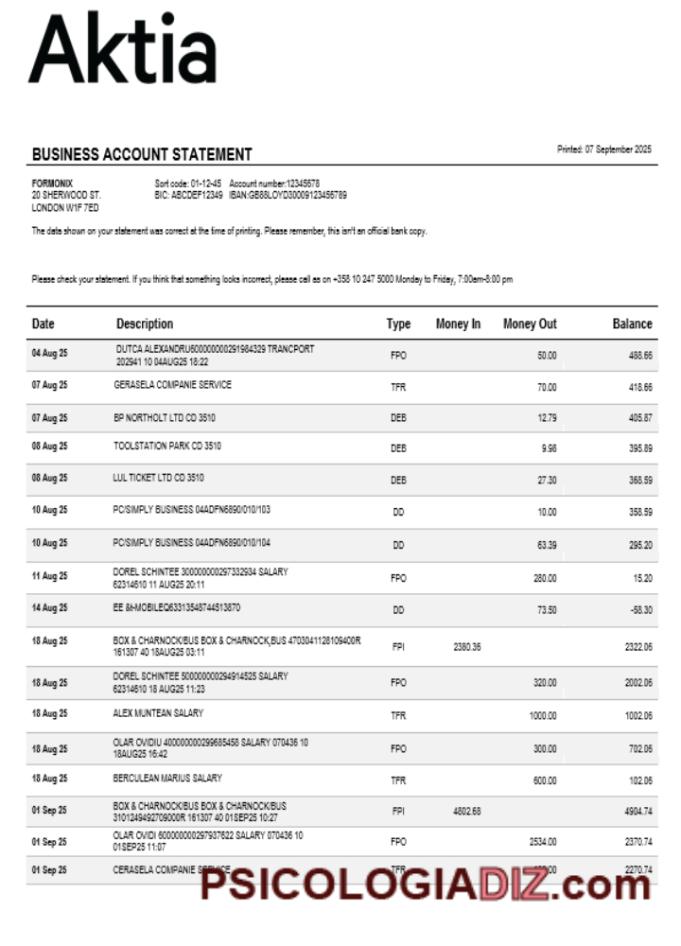 Aktia
BUSINESS ACCOUNT STATEMENT
Printed: 07 September 2025
FORMONIX Sort code: 01-12-45 Account number:12345678
20 SHERWOOD ST. BIC: ABCDEF12349 IBAN:GB88LOYD30009123456789
LONDON W1F 7ED
The data shown on your statement was correct at the time of printing. Please remember, this isn't an official bank copy.
Please check your statement. If you think that something looks incorrect, please call as on +358 10 247 5000 Monday to Friday, 7:00am-8:00 pm
Date Description Type Money In Money Out Balance
04 Aug 25 DUTCA ALEXANDRU600000000291984329 TRANCPORT
202941 10 04AUG25 18:22 FPO 50.00 488.66
07 Aug 25 GERASELA COMPANIE SERVICE TFR 70.00 418.66
07 Aug 25 BP NORTHOLT LTD CD 3510 DEB 12.79 405.87
08 Aug 25 TOOLSTATION PARK CD 3510 DEB 9.98 395.89
08 Aug 25 LUL TICKET LTD CD 3510 DEB 27.30 368.59
10 Aug 25 PC/SIMPLY BUSINESS 04ADFN6890/010/103 DD 10.00 358.59
10 Aug 25 PC/SIMPLY BUSINESS 04ADFN6890/010/104 DD 63.39 295.20
11 Aug 25 DOREL SCHINTEE 300000000297332934 SALARY
62314610 11 AUG25 20:11 FPO 280.00 15.20
14 Aug 25 EE &t-MOBILEQ63313548744513870 DD 73.50 -58.30
18 Aug 25 BOX & CHARNOCK/BUS BOX & CHARNOCK,BUS 4703041128109400R
161307 40 18AUG25 03:11 FPI 2380.36 2322.06
18 Aug 25 DOREL SCHINTEE 500000000294914525 SALARY
62314610 18 AUG25 11:23 FPO 320.00 2002.06
18 Aug 25 ALEX MUNTEAN SALARY TFR 1000.00 1002.06
18 Aug 25 OLAR OVIDIU 400000000299685458 SALARY 070436 10
18AUG25 16:42 FPO 300.00 702.06
18 Aug 25 BERCULEAN MARIUS SALARY TFR 600.00 102.06
01 Sep 25 BOX & CHARNOCK/BUS BOX & CHARNOCK/BUS
3101249492709000R 161307 40 01SEP25 10:27 FPI 4802.68 4904.74
01 Sep 25 OLAR OVIDI 600000000297937622 SALARY 070436 10
01SEP25 11:07 FPO 2534.00 2370.74
01 Sep 25 CERASELA COMPANIE SERVICE TFR 2270.74
PSICOLOGIADIZ.com